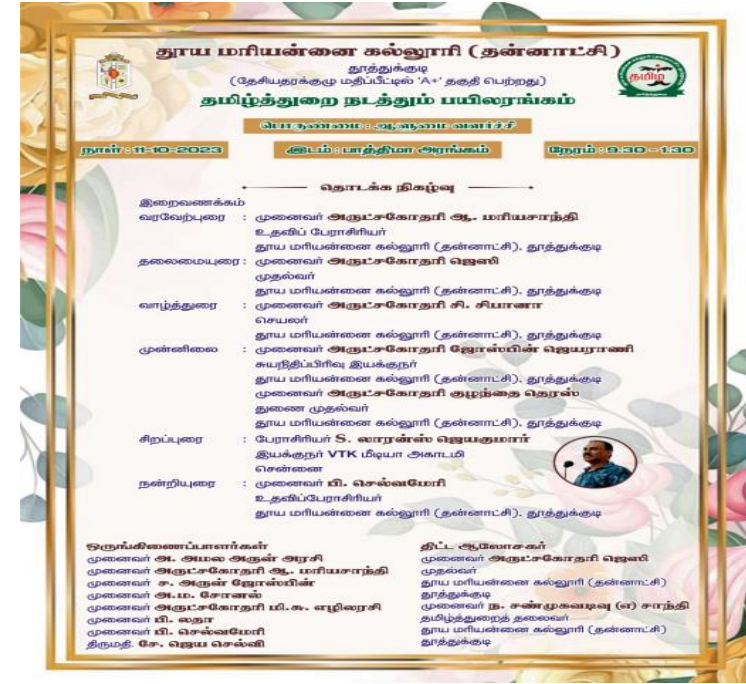 தூய மரியன்னை கல்லூரி (தன்னாட்சி)
தூத்துக்குடி
(தேசியதரக்குழு மதிப்பீட்டில் 'A+' தகுதி பெற்றது)
தமிழ்
தமிழ்த்துறை நடத்தும் பயிலரங்கம்
பொருண்மை : ஆளுமை வளர்ச்சி
நாள் : 11-10-2023 இடம் : பாத்திமா அரங்கம் நேரம் : 9:30 - 1:30
தொடக்க நிகழ்வு
இறைவணக்கம்
வரவேற்புரை : முனைவர் அருட்சகோதரி ஆ. மரியசாந்தி
உதவிப் பேராசிரியர்
தூய மரியன்னை கல்லூரி (தன்னாட்சி), தூத்துக்குடி
தலைமையுரை : முனைவர் அருட்சகோதரி ஜெஸி
முதல்வர்
தூய மரியன்னை கல்லூரி (தன்னாட்சி), தூத்துக்குடி
வாழ்த்துரை : முனைவர் அருட்சகோதரி சி. சிபானா
செயலர்
தூய மரியன்னை கல்லூரி (தன்னாட்சி), தூத்துக்குடி
முன்னிலை : முனைவர் அருட்சகோதரி ஜோஸ்பின் ஜெயராணி
சுயநிதிப்பிரிவு இயக்குநர்
தூய மரியன்னை கல்லூரி (தன்னாட்சி), தூத்துக்குடி
முனைவர் அருட்சகோதரி குழந்தை தெரஸ்
துணை முதல்வர்
தூய மரியன்னை கல்லூரி (தன்னாட்சி), தூத்துக்குடி
சிறப்புரை : பேராசிரியர் S. லாரன்ஸ் ஜெயகுமார்
இயக்குநர் VTK மீடியா அகாடமி
சென்னை
நன்றியுரை : முனைவர் பி. செல்வமேரி
உதவிப்பேராசிரியர்
தூய மரியன்னை கல்லூரி (தன்னாட்சி), தூத்துக்குடி
ஒருங்கிணைப்பாளர்கள்
முனைவர் அ. அமல அருள் அரசி
முனைவர் அருட்சகோதரி ஆ. மரியசாந்தி
முனைவர் ச. அருள் ஜோஸ்பின்
முனைவர் அ.ம. சோனல்
முனைவர் அருட்சகோதரி மி.சு. எழிலரசி
முனைவர் பி. லதா
முனைவர் பி. செல்வமேரி
திருமதி. சே. ஜெய செல்வி
திட்ட ஆலோசகர்
முனைவர் அருட்சகோதரி ஜெஸி
முதல்வர்
தூய மரியன்னை கல்லூரி (தன்னாட்சி)
தூத்துக்குடி
முனைவர் ந. சண்முகவடிவு (எ) சாந்தி
தமிழ்த்துறைத் தலைவர்
தூய மரியன்னை கல்லூரி (தன்னாட்சி)
தூத்துக்குடி